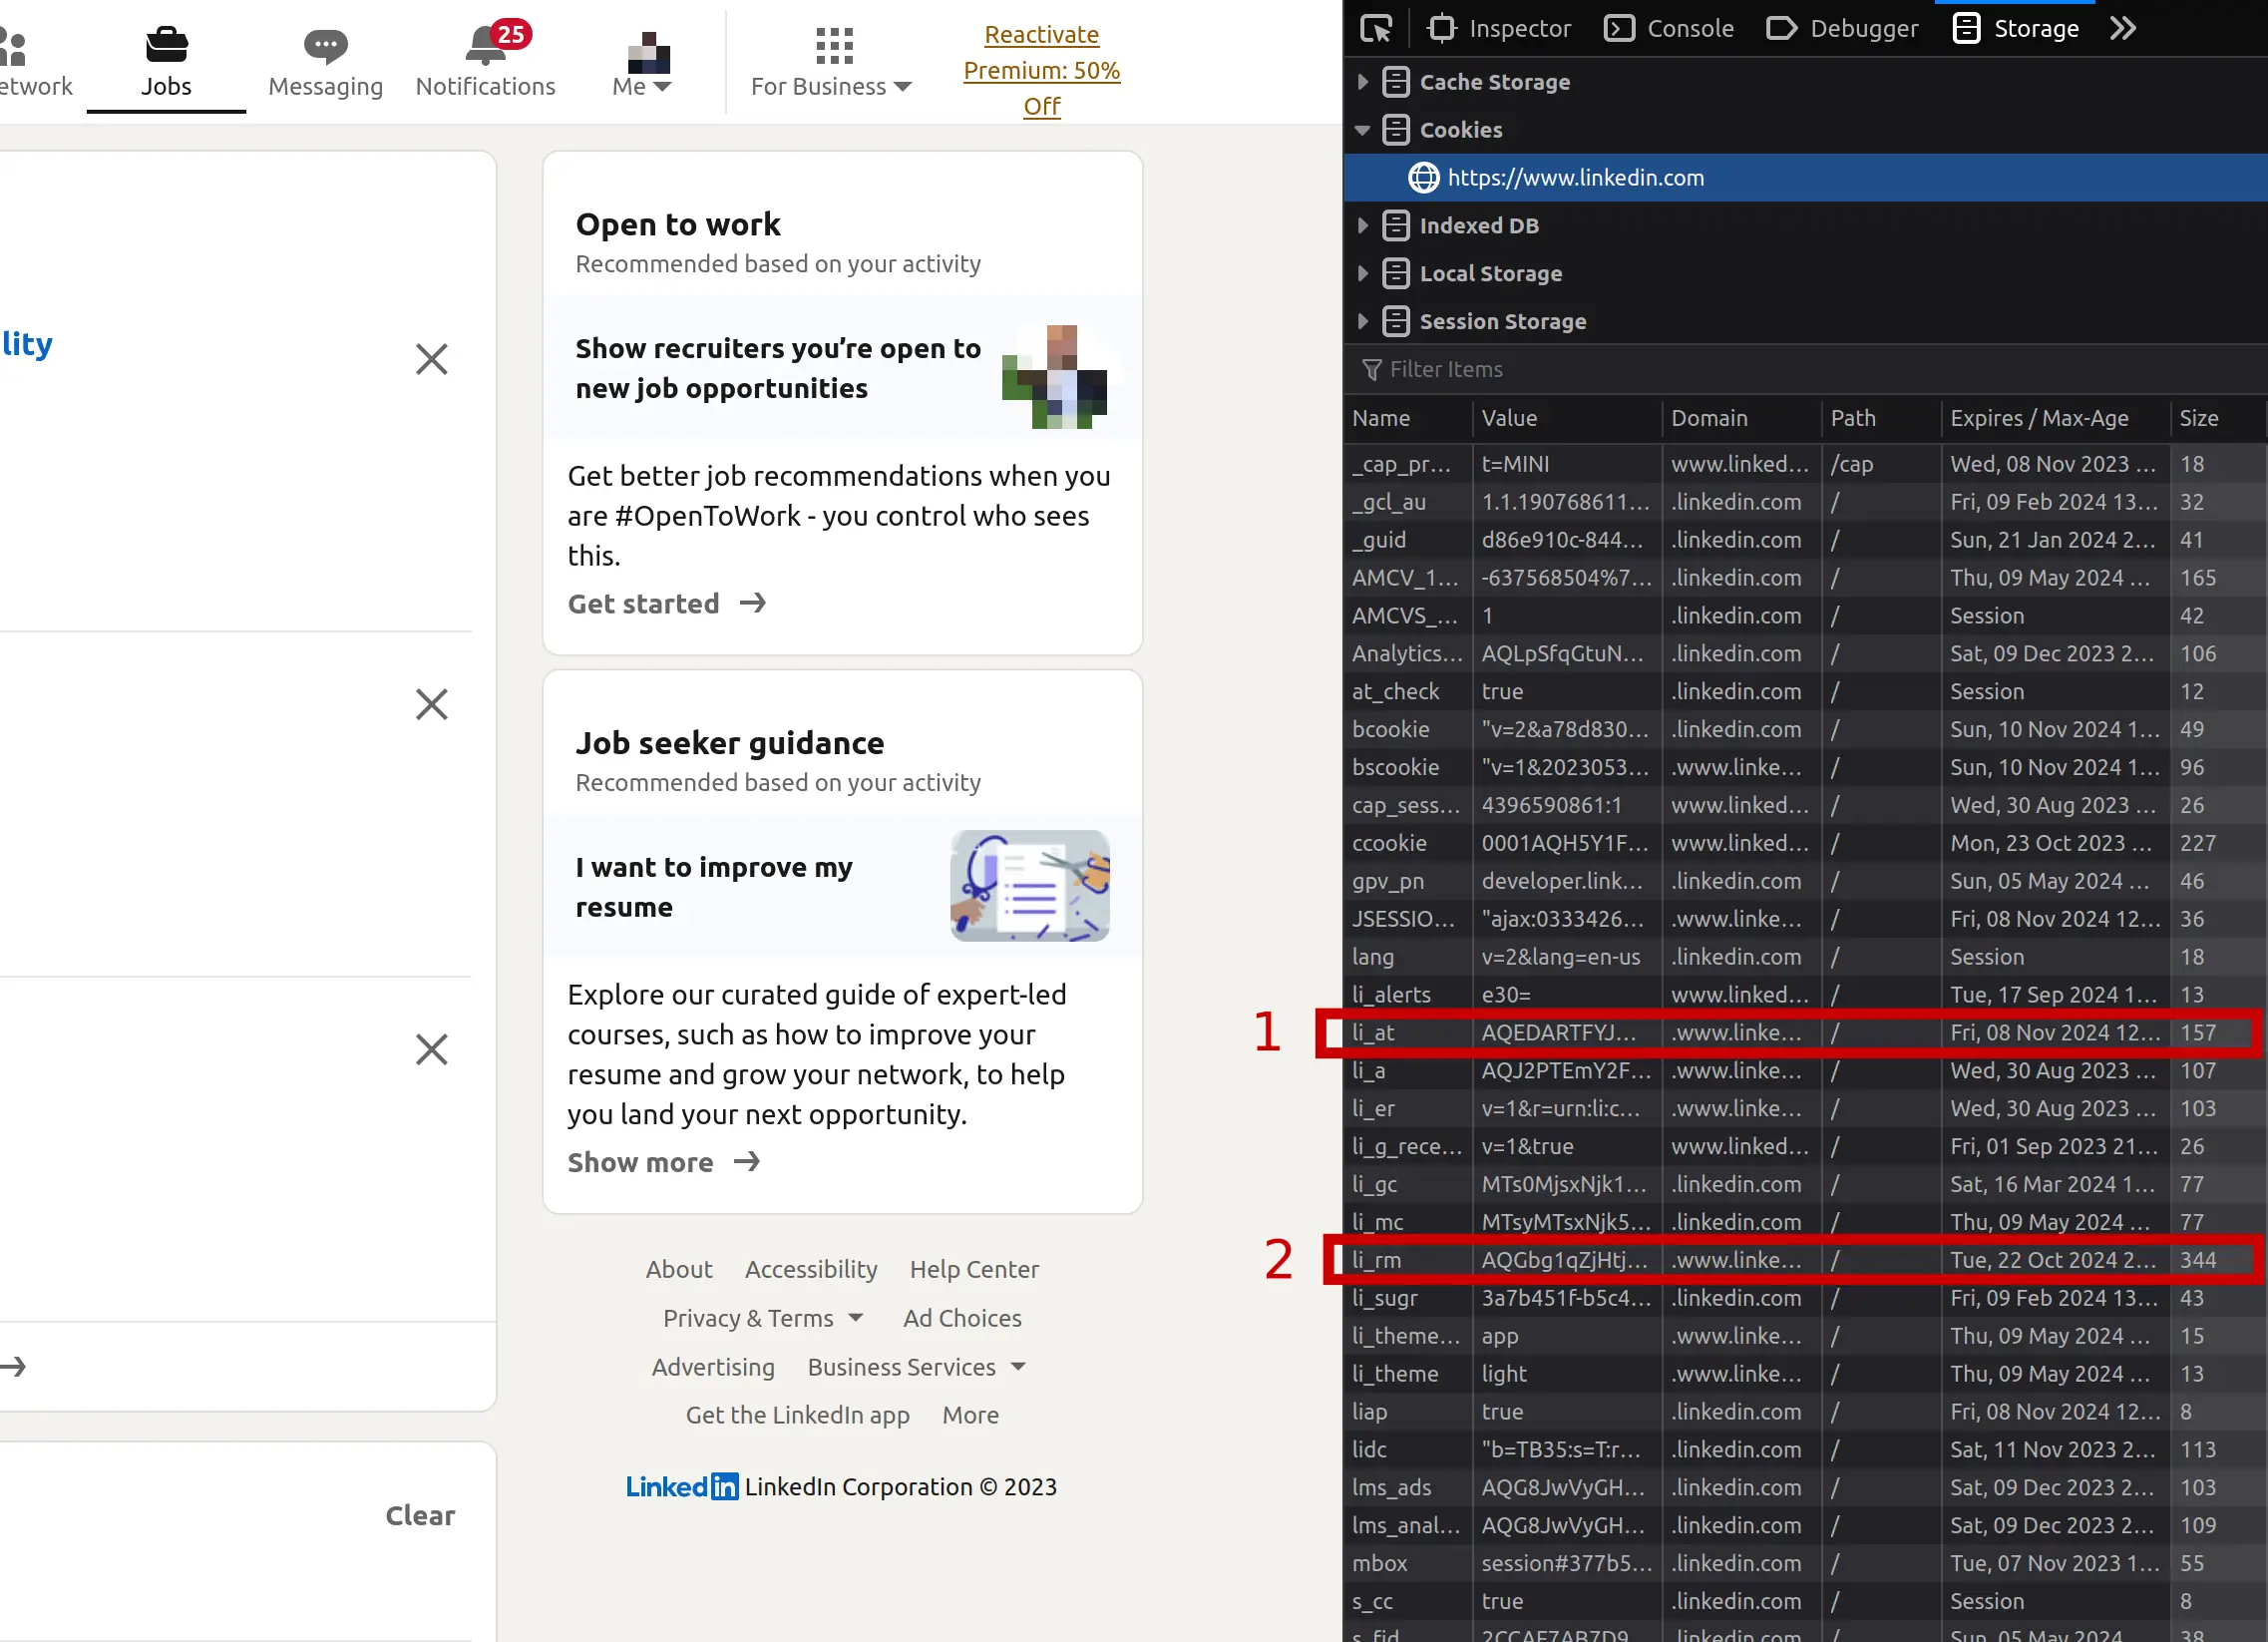 etwork
Jobs
Messaging
25
Notifications
Me
For Business
Reactivate
Premium: 50%
Off
lity
Open to work
Recommended based on your activity
Show recruiters you’re open to
new job opportunities
Get better job recommendations when you
are #OpenToWork - you control who sees
this.
Get started
Job seeker guidance
Recommended based on your activity
I want to improve my
resume
Explore our curated guide of expert-led
courses, such as how to improve your
resume and grow your network, to help
you land your next opportunity.
Show more
About Accessibility Help Center
Privacy & Terms Ad Choices
Advertising Business Services
Get the LinkedIn app More
LinkedIn LinkedIn Corporation © 2023
Clear
1
2
Inspector Console Debugger Storage
Cache Storage
Cookies
https://www.linkedin.com
Indexed DB
Local Storage
Session Storage
Filter Items
Name Value Domain Path Expires / Max-Age Size
_cap_pr... t=MINI www.linked... /cap Wed, 08 Nov 2023 ... 18
_gcl_au 1.1.190768611... .linkedin.com / Fri, 09 Feb 2024 13... 32
_guid d86e910c-844... .linkedin.com / Sun, 21 Jan 2024 2... 41
AMCV_1... -637568504%7... .linkedin.com / Thu, 09 May 2024 ... 165
AMCVS_... 1 .linkedin.com / Session 42
Analytics... AQLpSfqGtuN... .linkedin.com / Sat, 09 Dec 2023 2... 106
at_check true .linkedin.com / Session 12
bcookie "v=2&a78d830... .linkedin.com / Sun, 10 Nov 2024 1... 49
bscookie "v=1&2023053... .www.linke... / Sun, 10 Nov 2024 1... 96
cap_sess... 4396590861:1 www.linked... / Wed, 30 Aug 2023 ... 26
ccookie 0001AQH5Y1F... .linkedin.com / Mon, 23 Oct 2023 ... 227
gpv_pn developer.link... .linkedin.com / Sun, 05 May 2024 ... 46
JSESSIO... "ajax:0333426... .www.linke... / Fri, 08 Nov 2024 12... 36
lang v=2&lang=en-us .linkedin.com / Session 18
li_alerts e30= www.linked... / Tue, 17 Sep 2024 1... 13
li_at AQEDARTFYJ... .www.linke... / Fri, 08 Nov 2024 12... 157
li_a AQJ2PTEmY2F... .www.linke... / Wed, 30 Aug 2023 ... 107
li_er v=1&r=urn:li:c... .www.linke... / Wed, 30 Aug 2023 ... 103
li_g_rece... v=1&true www.linked... / Fri, 01 Sep 2023 21... 26
li_gc MTs0MjsxNjk1... .linkedin.com / Sat, 16 Mar 2024 1... 77
li_mc MTsyMTsxNjk5... .linkedin.com / Thu, 09 May 2024 ... 77
li_rm AQGbg1qZjHtj... .www.linke... / Tue, 22 Oct 2024 2... 344
li_sugr 3a7b451f-b5c4... .linkedin.com / Fri, 09 Feb 2024 13... 43
li_theme... app .www.linke... / Thu, 09 May 2024 ... 15
li_theme light .www.linke... / Thu, 09 May 2024 ... 13
liap true .linkedin.com / Fri, 08 Nov 2024 12... 8
lidc "b=TB35:s=T:r... .linkedin.com / Sat, 11 Nov 2023 2... 113
lms_ads AQG8JwVyGH... .linkedin.com / Sat, 09 Dec 2023 2... 103
lms_anal... AQG8JwVyGH... .linkedin.com / Sat, 09 Dec 2023 2... 109
mbox session#377b5... .linkedin.com / Tue, 07 Nov 2023 1... 55
s_cc true .linkedin.com / Session 8
s_fid 2CCAF7AB7D9... .linkedin.com / Sun, 05 May 2024 ... 38